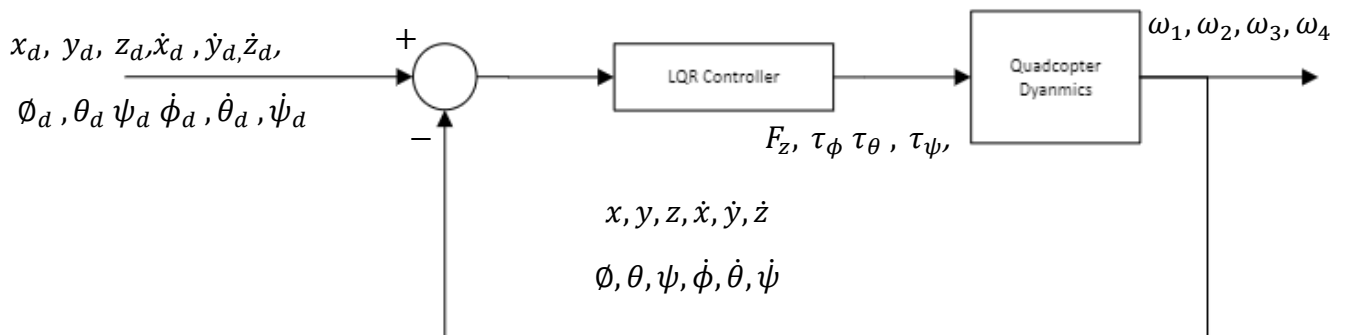 x_d, y_d, z_d,ẋ_d ,ẏ_d,ż_d,
∅_d ,θ_d ψ_d ϕ̇_d ,θ̇_d ,ψ̇_d
+
−
LQR Controller
F_z, τ_ϕ τ_θ , τ_ψ,
Quadcopter
Dyanmics
ω_1, ω_2, ω_3, ω_4
x, y, z, ẋ, ẏ, ż
∅, θ, ψ, ϕ̇, θ̇, ψ̇